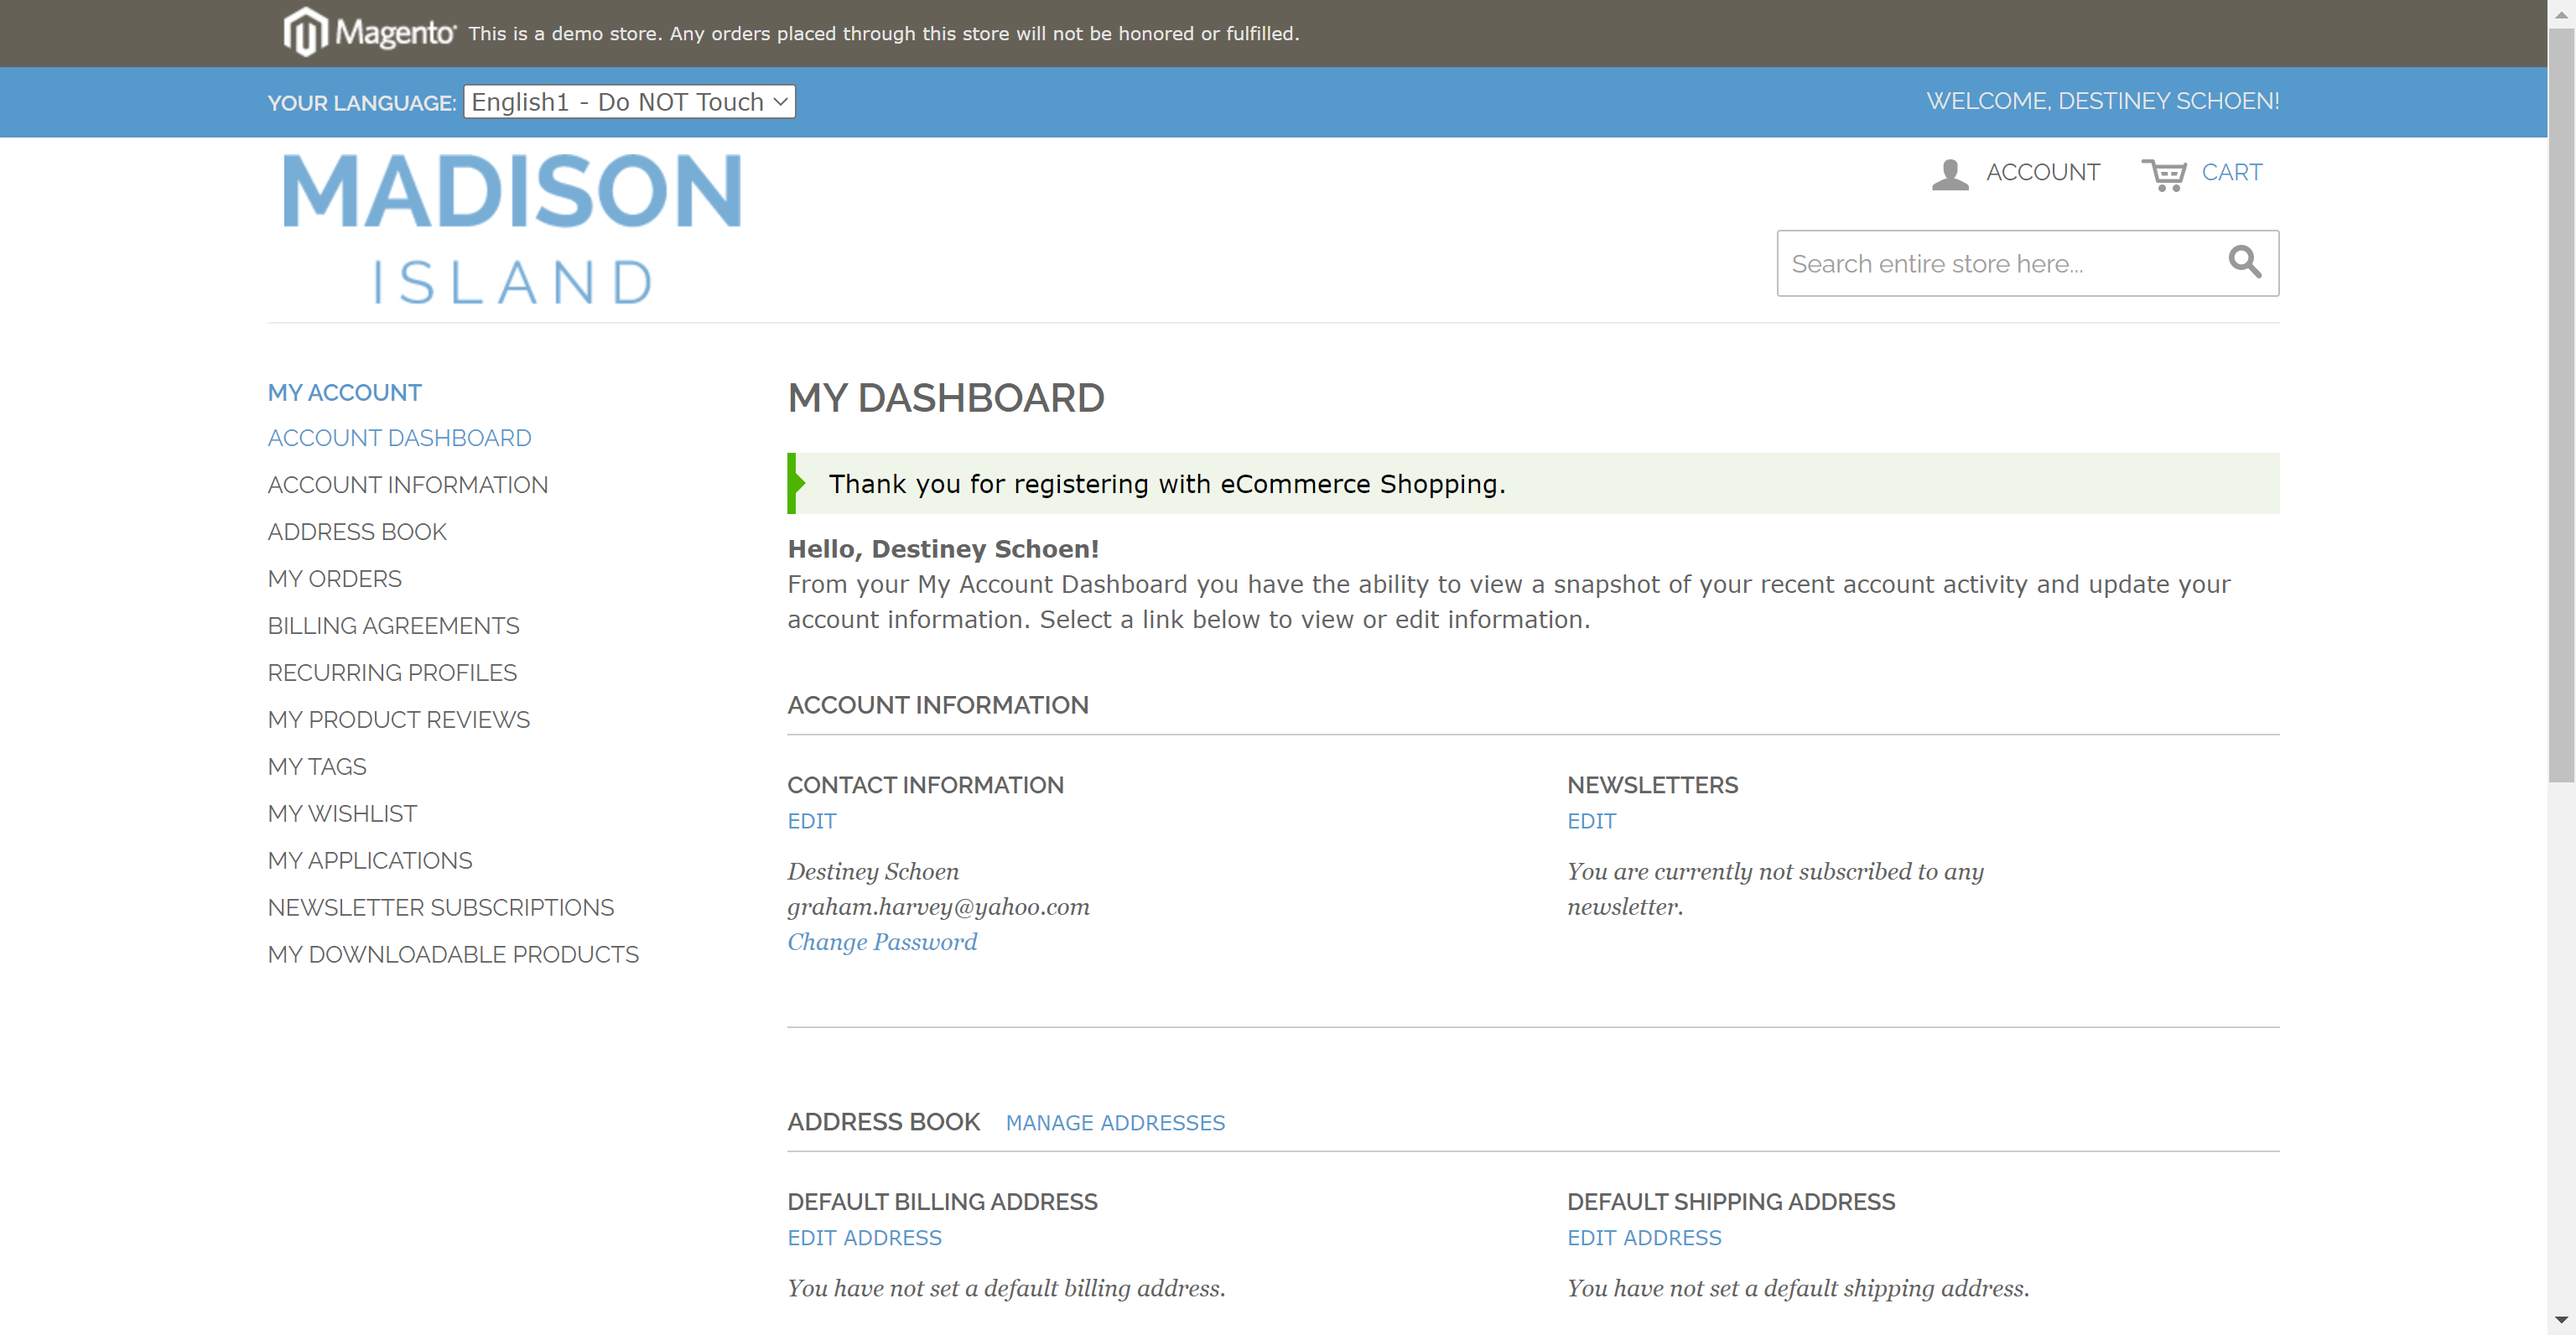 Magento This is a demo store. Any orders placed through this store will not be honored or fulfilled.
YOUR LANGUAGE: English1 - Do NOT Touch
WELCOME, DESTINEY SCHOEN!
MADISON
ISLAND
ACCOUNT
CART
Search entire store here...
MY ACCOUNT
ACCOUNT DASHBOARD
ACCOUNT INFORMATION
ADDRESS BOOK
MY ORDERS
BILLING AGREEMENTS
RECURRING PROFILES
MY PRODUCT REVIEWS
MY TAGS
MY WISHLIST
MY APPLICATIONS
NEWSLETTER SUBSCRIPTIONS
MY DOWNLOADABLE PRODUCTS
MY DASHBOARD
Thank you for registering with eCommerce Shopping.
Hello, Destiney Schoen!
From your My Account Dashboard you have the ability to view a snapshot of your recent account activity and update your
account information. Select a link below to view or edit information.
ACCOUNT INFORMATION
CONTACT INFORMATION
EDIT
Destiney Schoen
graham.harvey@yahoo.com
Change Password
NEWSLETTERS
EDIT
You are currently not subscribed to any
newsletter.
ADDRESS BOOK MANAGE ADDRESSES
DEFAULT BILLING ADDRESS
EDIT ADDRESS
You have not set a default billing address.
DEFAULT SHIPPING ADDRESS
EDIT ADDRESS
You have not set a default shipping address.